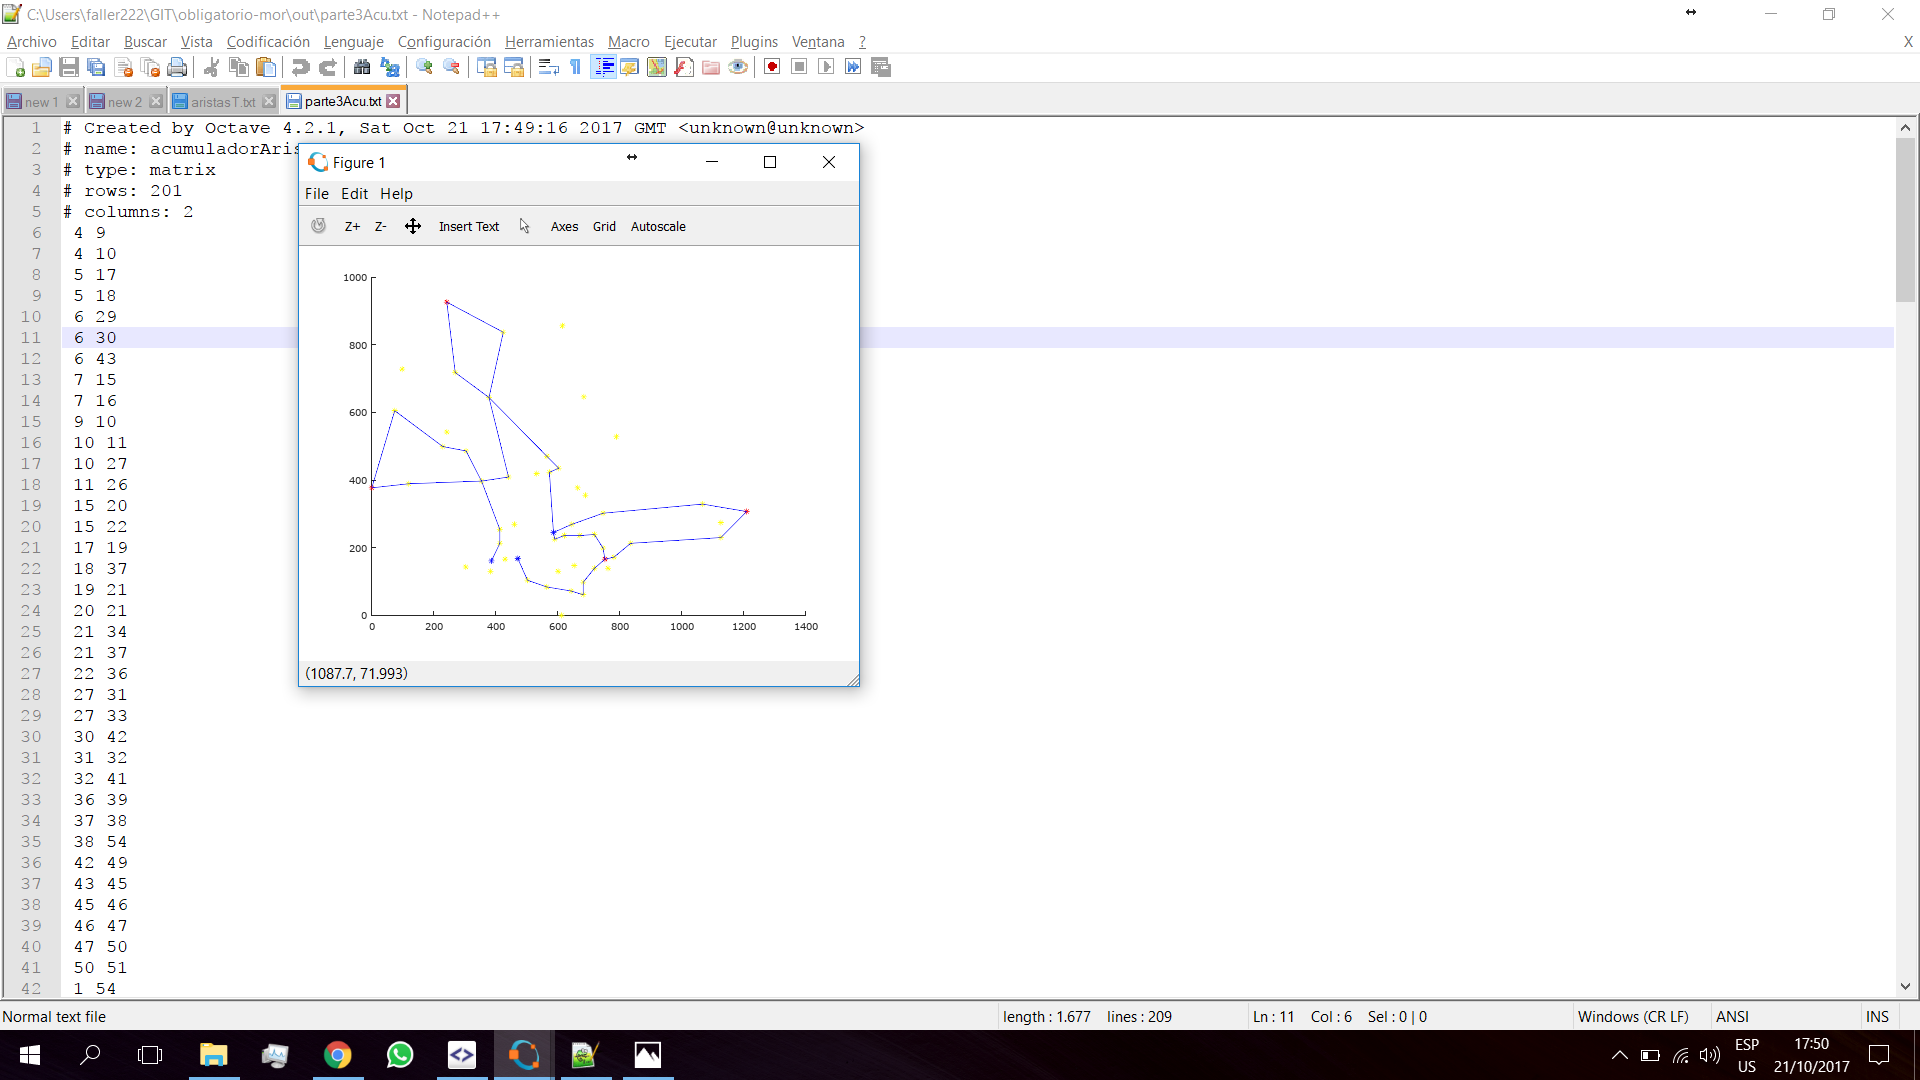 C:\Users\faller222\GIT\obligatorio-mor\out\parte3Acu.txt - Notepad++
Archivo Editar Buscar Vista Codificación Lenguaje Configuración Herramientas Macro Ejecutar Plugins Ventana ? X
new 1 new 2 aristasT.txt parte3Acu.txt
1 # Created by Octave 4.2.1, Sat Oct 21 17:49:16 2017 GMT <unknown@unknown>
2 # name: acumuladorAris
3 # type: matrix
4 # rows: 201
5 # columns: 2
6 4 9
7 4 10
8 5 17
9 5 18
10 6 29
11 6 30
12 6 43
13 7 15
14 7 16
15 9 10
16 10 11
17 10 27
18 11 26
19 15 20
20 15 22
21 17 19
22 18 37
23 19 21
24 20 21
25 21 34
26 21 37
27 22 36
28 27 31
29 27 33
30 30 42
31 31 32
32 32 41
33 36 39
34 37 38
35 38 54
36 42 49
37 43 45
38 45 46
39 46 47
40 47 50
41 50 51
42 1 54
Figure 1
File Edit Help
Z+ Z- Insert Text Axes Grid Autoscale
1000
800
600
400
200
0
0 200 400 600 800 1000 1200 1400
(1087.7, 71.993)
Normal text file length : 1.677 lines : 209 Ln : 11 Col : 6 Sel : 0 | 0 Windows (CR LF) ANSI INS
ESP 17:50
US 21/10/2017